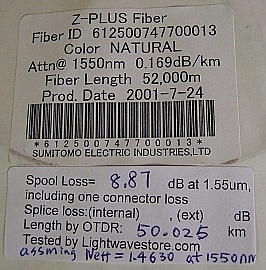 Z-PLUS Fiber
Fiber ID 612500747700013
Color NATURAL
Attn@ 1550nm 0.169dB/km
Fiber Length 52,000m
Prod. Date 2001-7-24
*612500747700013*
SUMITOMO ELECTRIC INDUSTRIES,LTD
Spool Loss= 8.87 dB at 1.55um,
including one connector loss
Splice loss:(internal) , (ext) dB
Length by OTDR: 50.025 km
Tested by Lightwavestore.com
assming Neff = 1.4630 at 1550nm